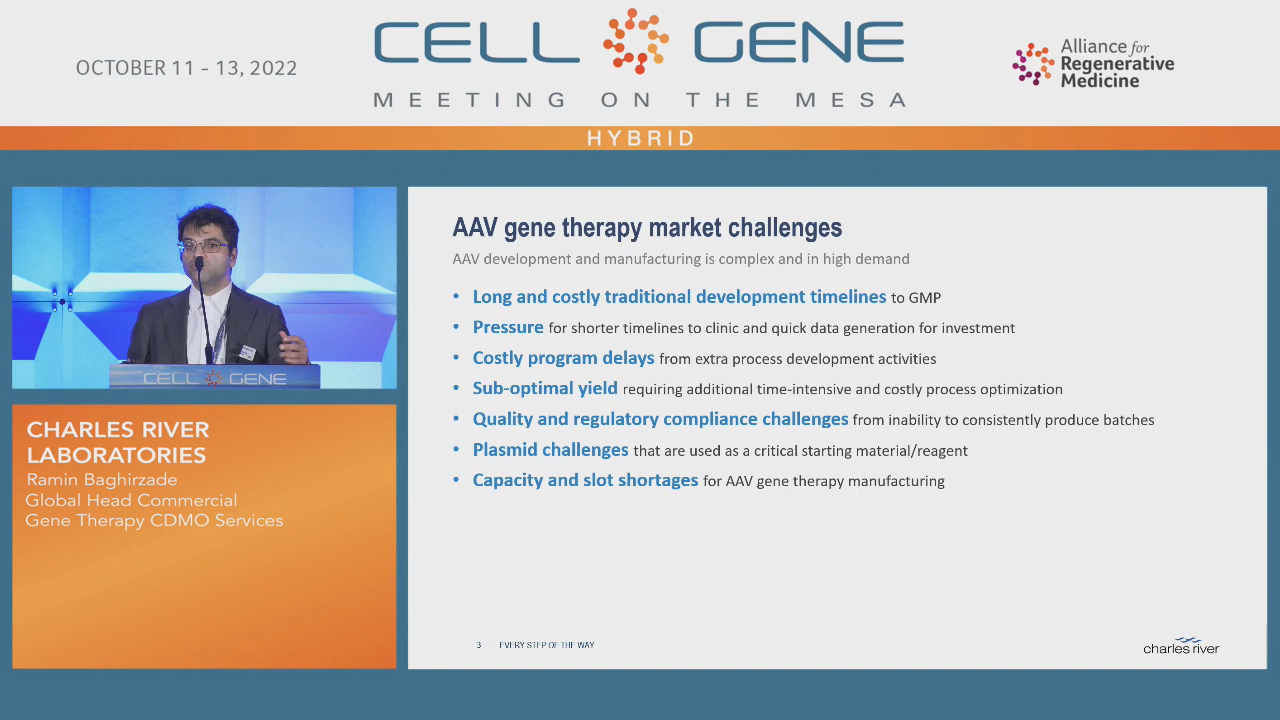 OCTOBER 11 - 13, 2022
CELL GENE
MEETING ON THE MESA
Alliance for
Regenerative
Medicine
HYBRID
CELL GENE
CHARLES RIVER
LABORATORIES
Ramin Baghirzade
Global Head Commercial
Gene Therapy CDMO Services
AAV gene therapy market challenges
AAV development and manufacturing is complex and in high demand
• Long and costly traditional development timelines to GMP
• Pressure for shorter timelines to clinic and quick data generation for investment
• Costly program delays from extra process development activities
• Sub-optimal yield requiring additional time-intensive and costly process optimization
• Quality and regulatory compliance challenges from inability to consistently produce batches
• Plasmid challenges that are used as a critical starting material/reagent
• Capacity and slot shortages for AAV gene therapy manufacturing
3 | EVERY STEP OF THE WAY
charles river